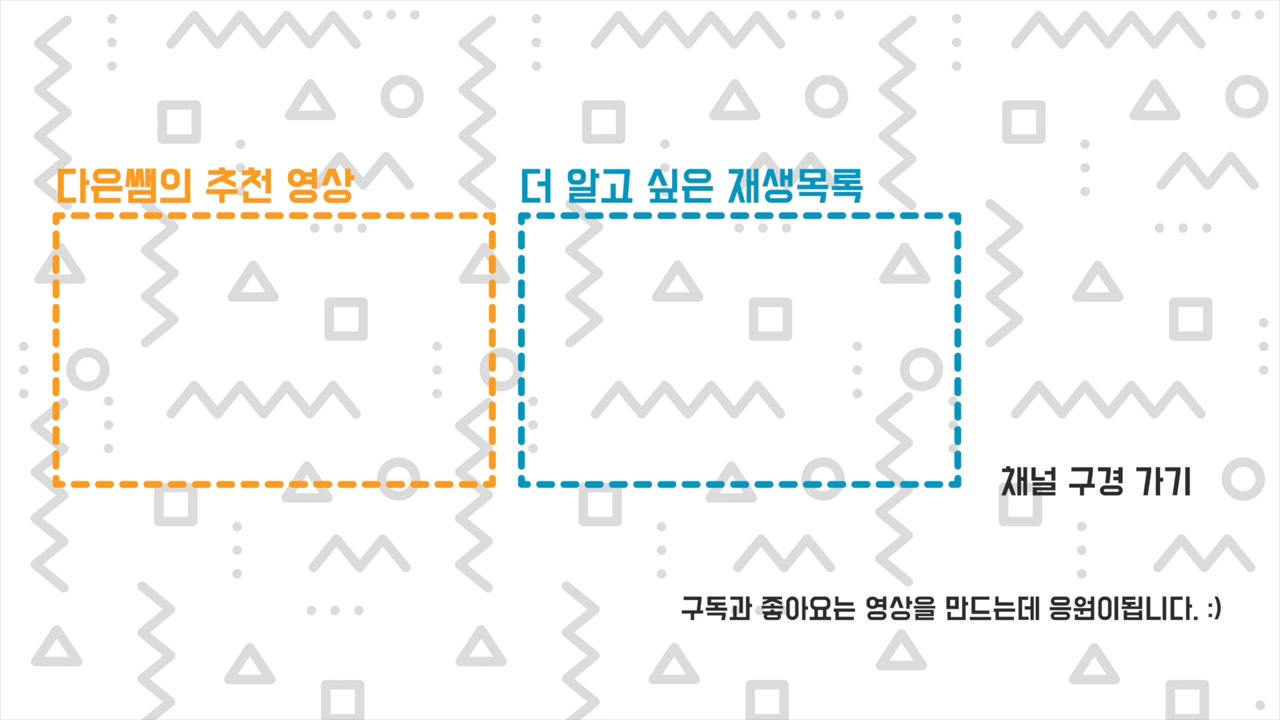 다은쌤의 추천 영상
더 알고 싶은 재생목록
채널 구경 가기
구독과 좋아요는 영상을 만드는데 응원이됩니다. :)